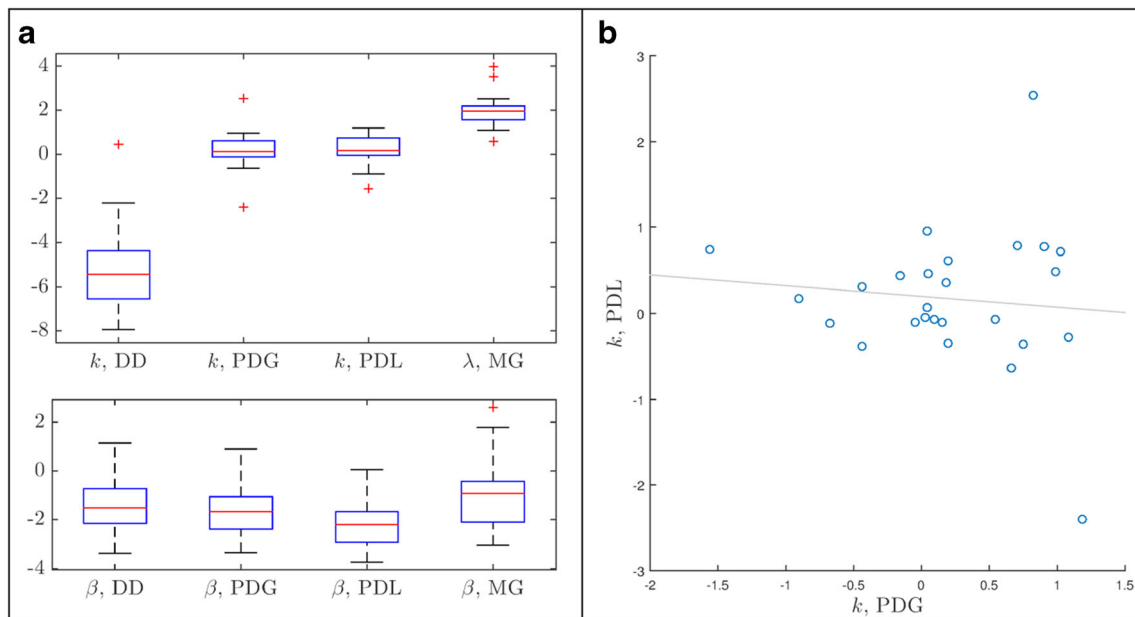 a
4
2
0
-2
-4
-6
-8
k, DD k, PDG k, PDL λ, MG
2
0
-2
-4
β, DD β, PDG β, PDL β, MG
b
3
2
1
0
-1
-2
-3
k, PDL
-2 -1 -0.5 0 0.5 1 1.5
k, PDG